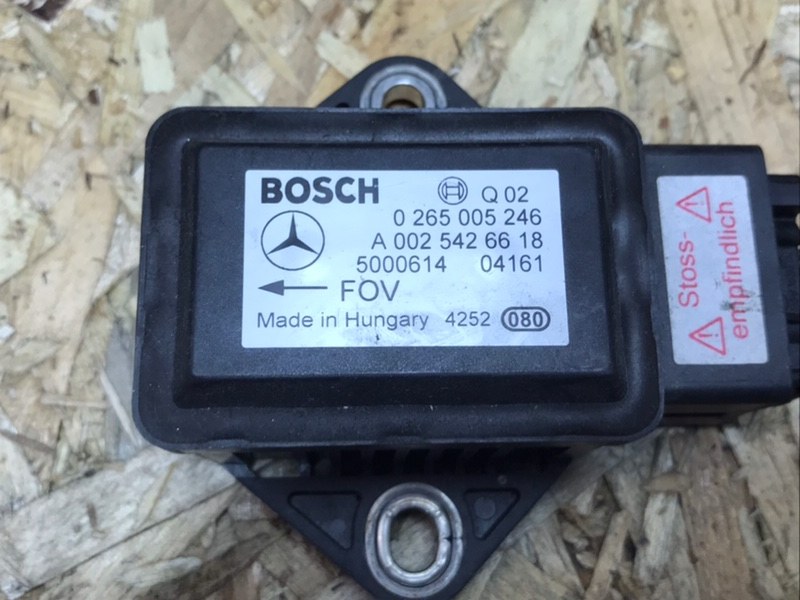 BOSCH Q 02
0 265 005 246
A 002 542 66 18
5000614 04161
FOV
Made in Hungary 4252 080
Stoss-
empfindlich